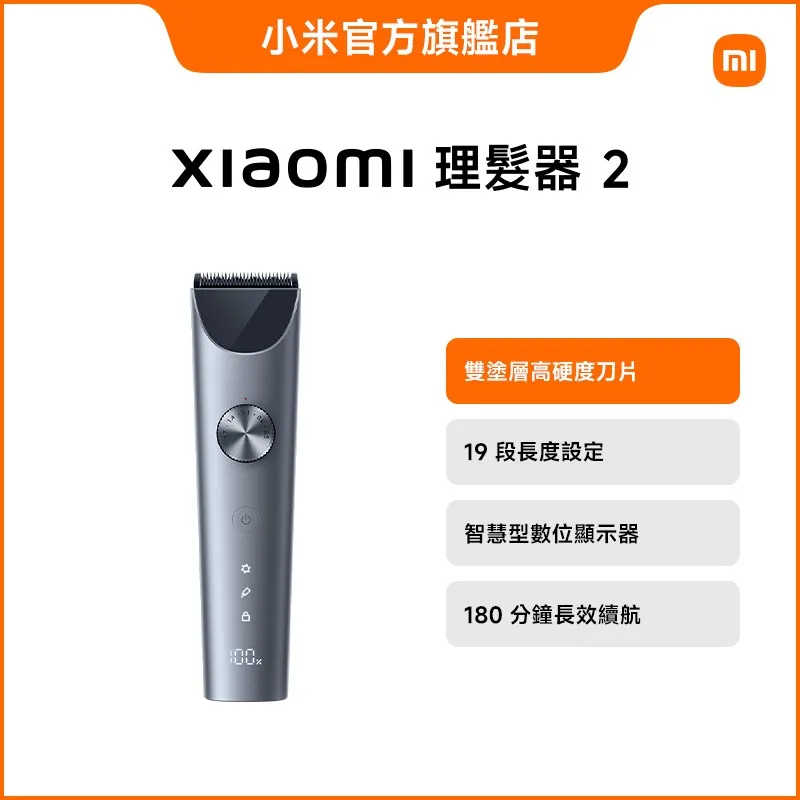 小米官方旗艦店
mi
xiaomi 理髮器 2
雙塗層高硬度刀片
19 段長度設定
智慧型數位顯示器
180 分鐘長效續航
100%